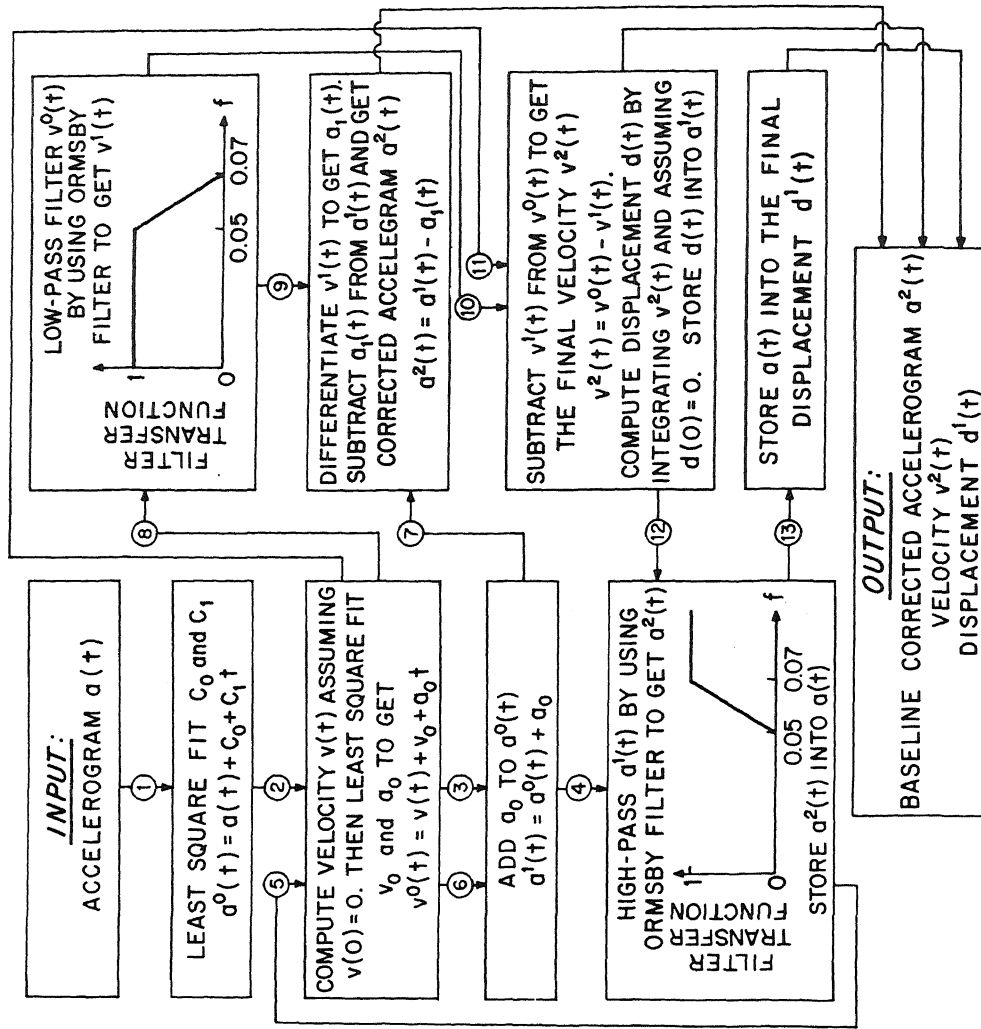 INPUT:
ACCELEROGRAM a(t)
1
LEAST SQUARE FIT C₀ and C₁
a⁰(t) = a(t) + C₀ + C₁ t
5
2
COMPUTE VELOCITY v(t) ASSUMING
v(0) = 0. THEN LEAST SQUARE FIT
v₀ and a₀ TO GET
v⁰(t) = v(t) + v₀ + a₀ t
6
3
ADD a₀ TO a⁰(t)
a¹(t) = a⁰(t) + a₀
4
HIGH-PASS a¹(t) BY USING
ORMSBY FILTER TO GET a²(t)
FILTER
TRANSFER
FUNCTION
1
0
0.05
0.07
f
STORE a²(t) INTO a(t)
8
7
12
13
LOW-PASS FILTER v⁰(t)
BY USING ORMSBY
FILTER TO GET v¹(t)
FILTER
TRANSFER
FUNCTION
1
0
0.05
0.07
f
9
DIFFERENTIATE v¹(t) TO GET a₁(t).
SUBTRACT a₁(t) FROM a¹(t) AND GET
CORRECTED ACCELEGRAM a²(t)
a²(t) = a¹(t) - a₁(t)
10
11
SUBTRACT v¹(t) FROM v⁰(t) TO GET
THE FINAL VELOCITY v²(t)
v²(t) = v⁰(t) - v¹(t).
COMPUTE DISPLACEMENT d(t) BY
INTEGRATING v²(t) AND ASSUMING
d(0) = 0. STORE d(t) INTO a¹(t)
STORE a(t) INTO THE FINAL
DISPLACEMENT d¹(t)
OUTPUT:
BASELINE CORRECTED ACCELEROGRAM a²(t)
VELOCITY v²(t)
DISPLACEMENT d¹(t)